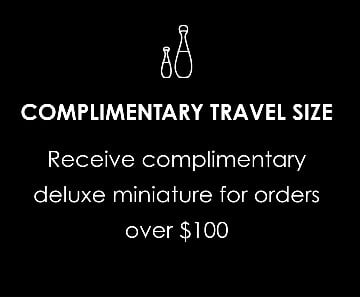 COMPLIMENTARY TRAVEL SIZE
Receive complimentary
deluxe miniature for orders
over $100